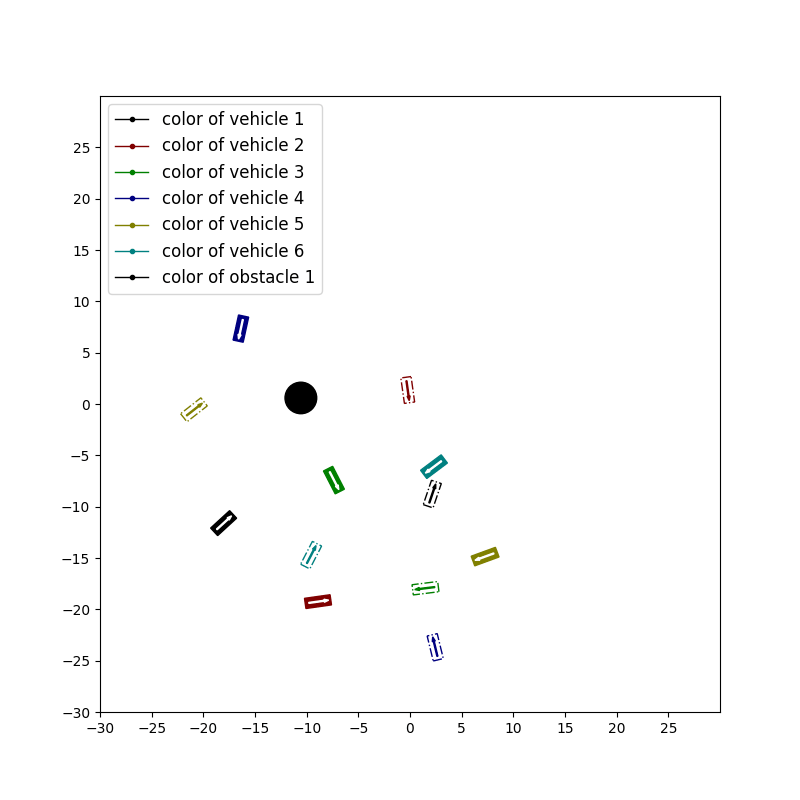 color of vehicle 1
color of vehicle 2
color of vehicle 3
color of vehicle 4
color of vehicle 5
color of vehicle 6
color of obstacle 1
25
20
15
10
5
0
−5
−10
−15
−20
−25
−30
−30 −25 −20 −15 −10 −5 0 5 10 15 20 25